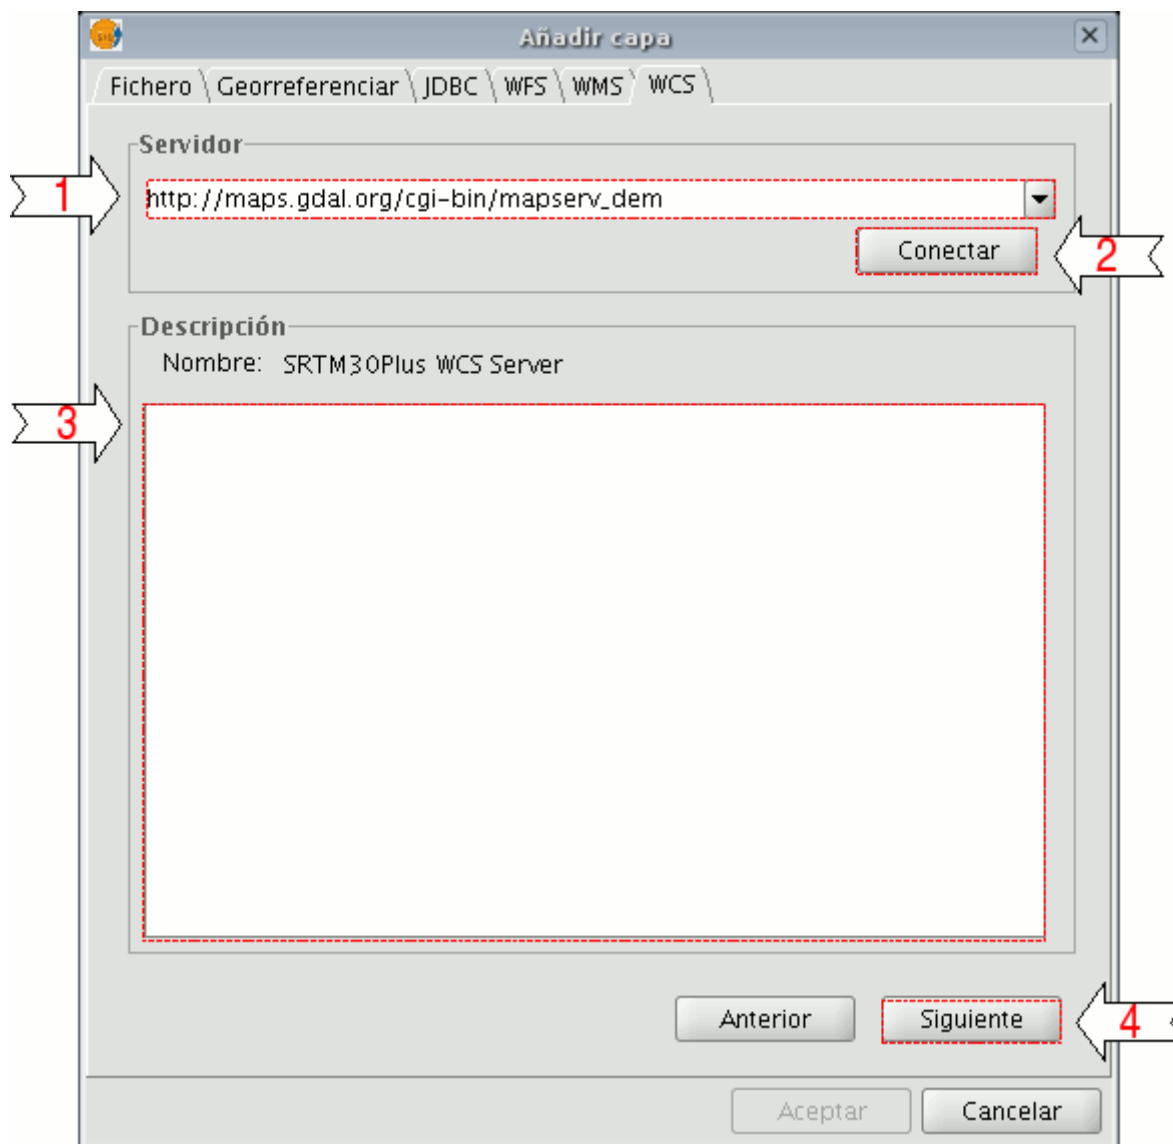 Añadir capa
Fichero Georreferenciar JDBC WFS WMS WCS
Servidor
1 http://maps.gdal.org/cgi-bin/mapserv_dem
Conectar 2
Descripción
Nombre: SRTM30Plus WCS Server
3
Anterior Siguiente 4
Aceptar Cancelar